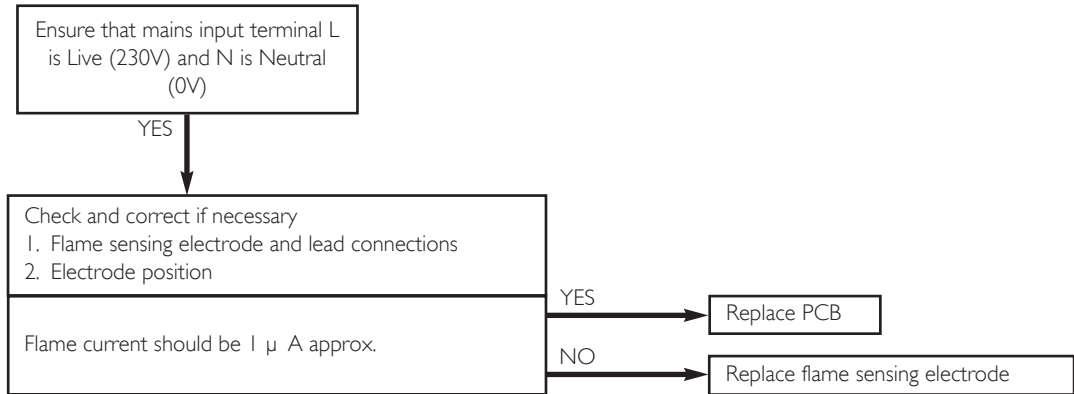 Ensure that mains input terminal L
is Live (230V) and N is Neutral
(0V)
YES
Check and correct if necessary
1. Flame sensing electrode and lead connections
2. Electrode position
YES
Replace PCB
Flame current should be 1 μ A approx.
NO
Replace flame sensing electrode